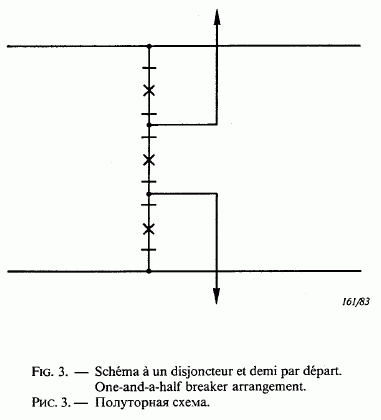 161/83
FIG. 3. — Schéma à un disjoncteur et demi par départ.
One-and-a-half breaker arrangement.
РИС. 3.— Полуторная схема.